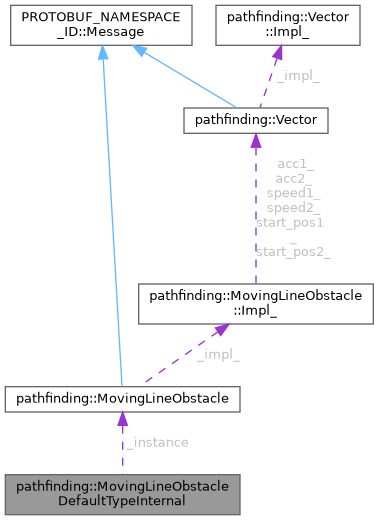 PROTOBUF_NAMESPACE
_ID::Message
pathfinding::Vector
::Impl_
_impl_
pathfinding::Vector
acc1_
acc2_
speed1_
speed2_
start_pos1
_
start_pos2_
pathfinding::MovingLineObstacle
::Impl_
_impl_
pathfinding::MovingLineObstacle
_instance
pathfinding::MovingLineObstacle
DefaultTypeInternal